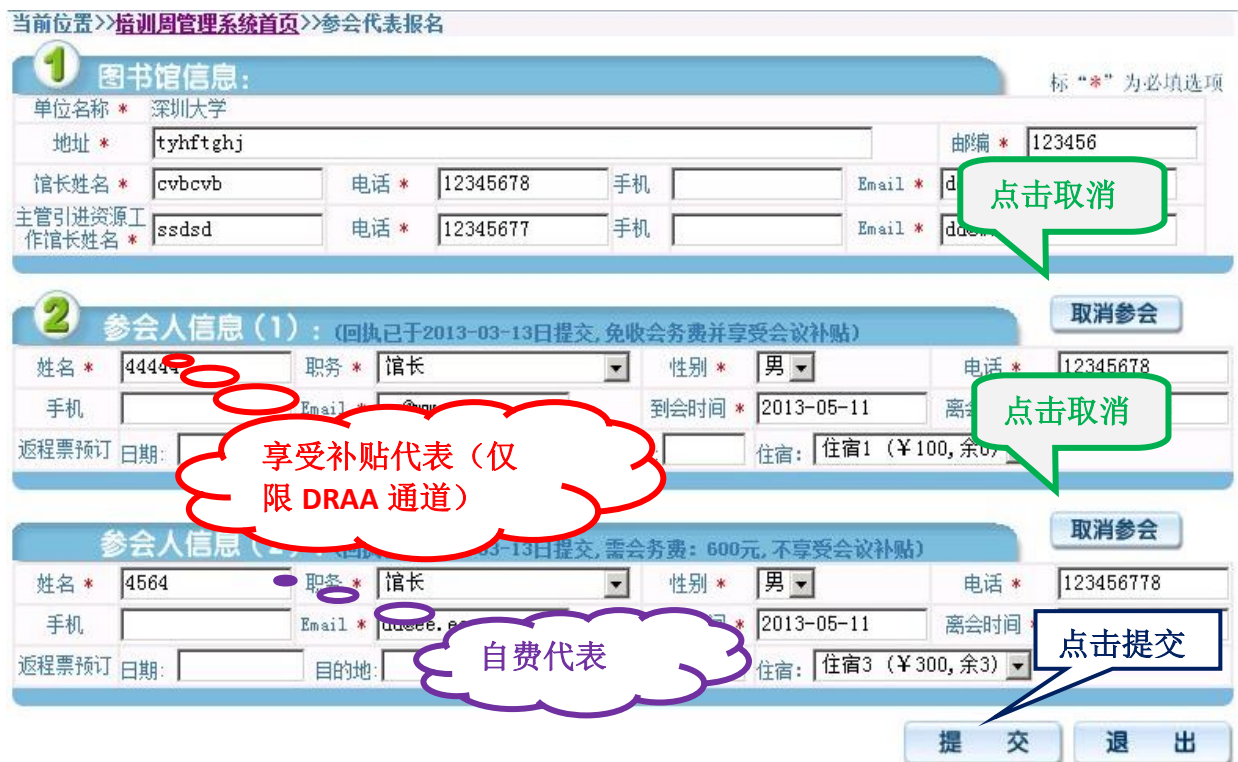 当前位置>>培训周管理系统首页>>参会代表报名
1 图书馆信息：
标“*”为必填选项
单位名称 * 深圳大学
地址 * tyhftghj 邮编 * 123456
馆长姓名 * cvbcvb 电话 * 12345678 手机 Email * d
点击取消
主管引进资源工作馆长姓名 * ssdsd 电话 * 12345677 手机 Email *
2 参会人信息（1）：(回执已于2013-03-13日提交,免收会务费并享受会议补贴)
取消参会
姓名 * 44444 职务 * 馆长 性别 * 男 电话 * 12345678
手机 Email * 到会时间 * 2013-05-11
点击取消
返程票预订 日期: 住宿: 住宿1 (￥100,余0)
享受补贴代表（仅
限 DRAA 通道）
参会人信息（ 03-13日提交,需会务费：600元,不享受会议补贴)
取消参会
姓名 * 4564 职务 * 馆长 性别 * 男 电话 * 123456778
手机 Email * 2013-05-11 离会时间
点击提交
自费代表
返程票预订 日期: 目的地: 住宿: 住宿3 (￥300,余3)
提 交 退 出